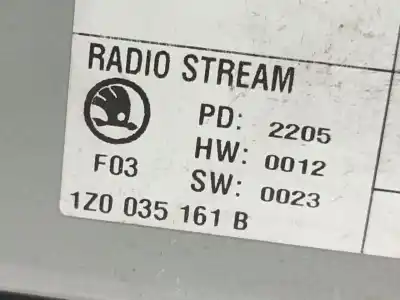 RADIO STREAM
PD: 2205
HW: 0012
F03
SW: 0023
1Z0 035 161 B